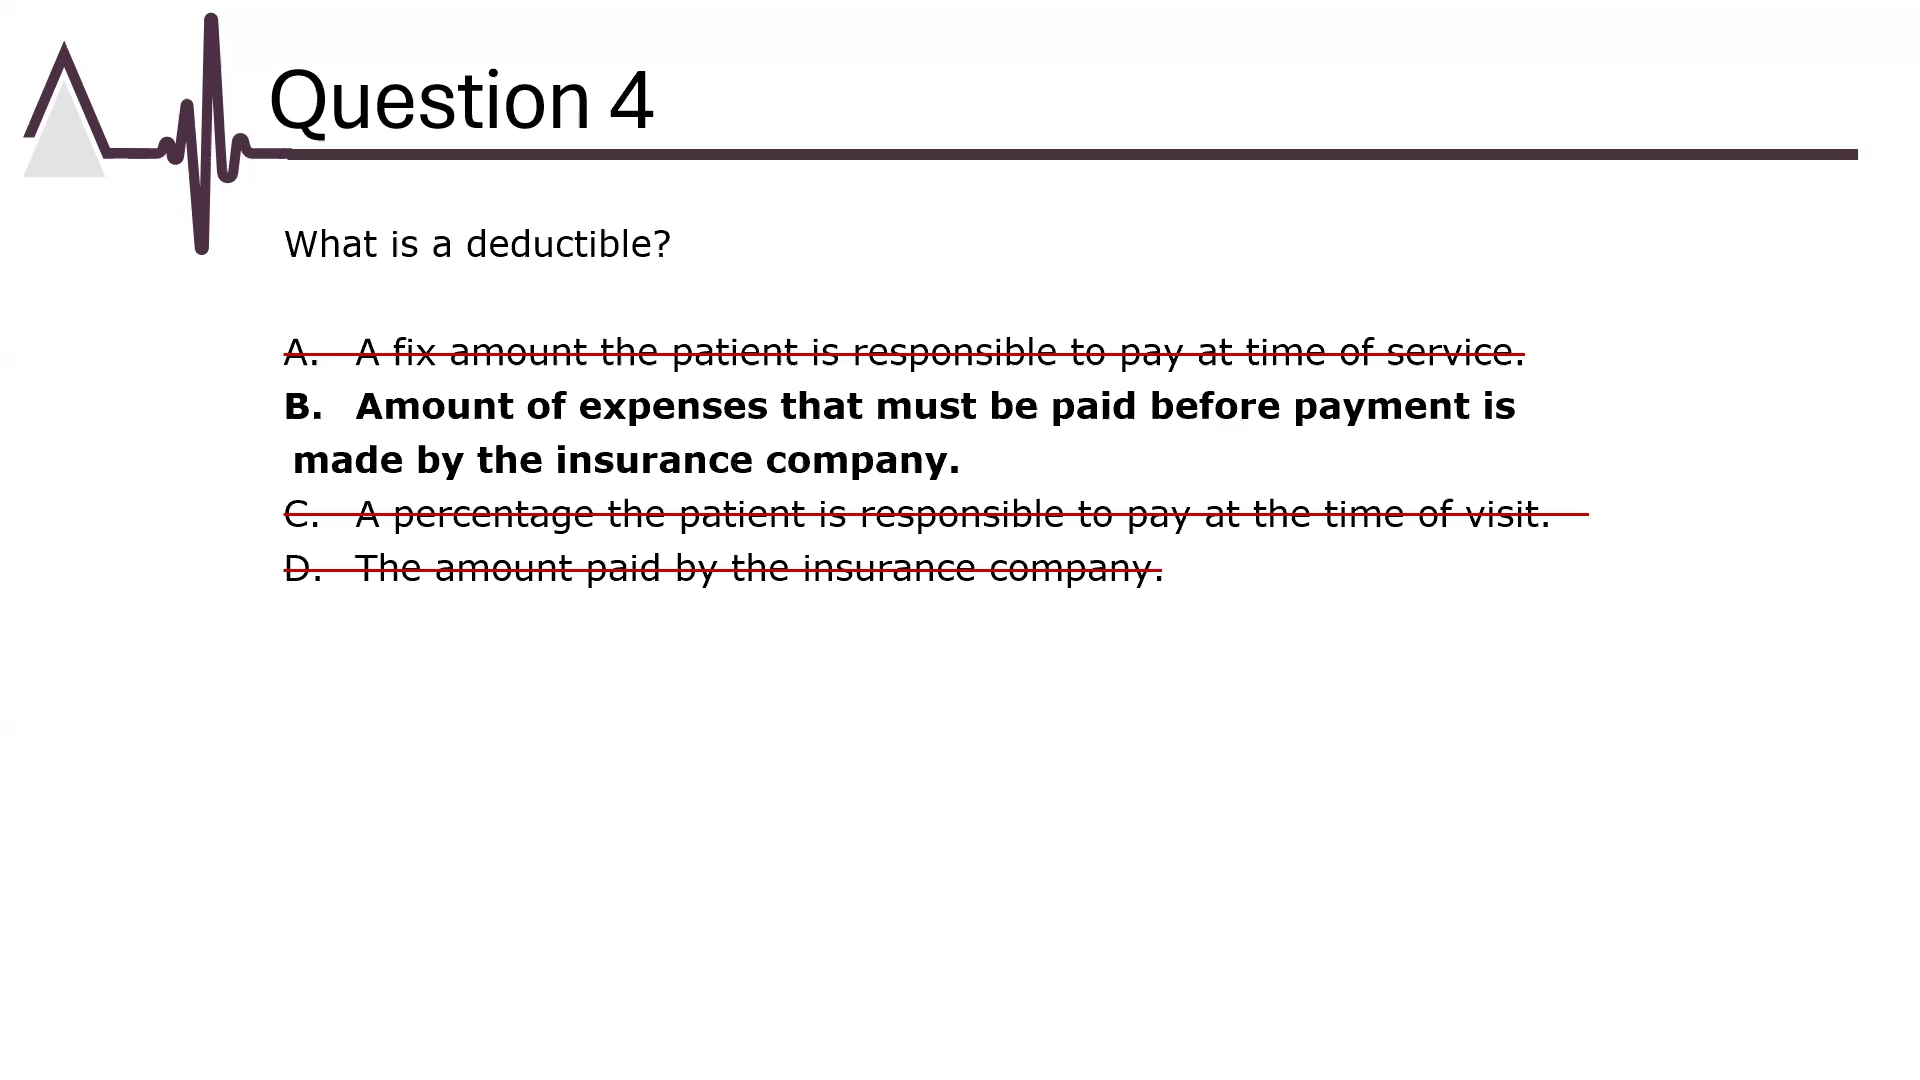 Question 4
What is a deductible?
A. A fix amount the patient is responsible to pay at time of service.
B. Amount of expenses that must be paid before payment is
made by the insurance company.
C. A percentage the patient is responsible to pay at the time of visit.
D. The amount paid by the insurance company.